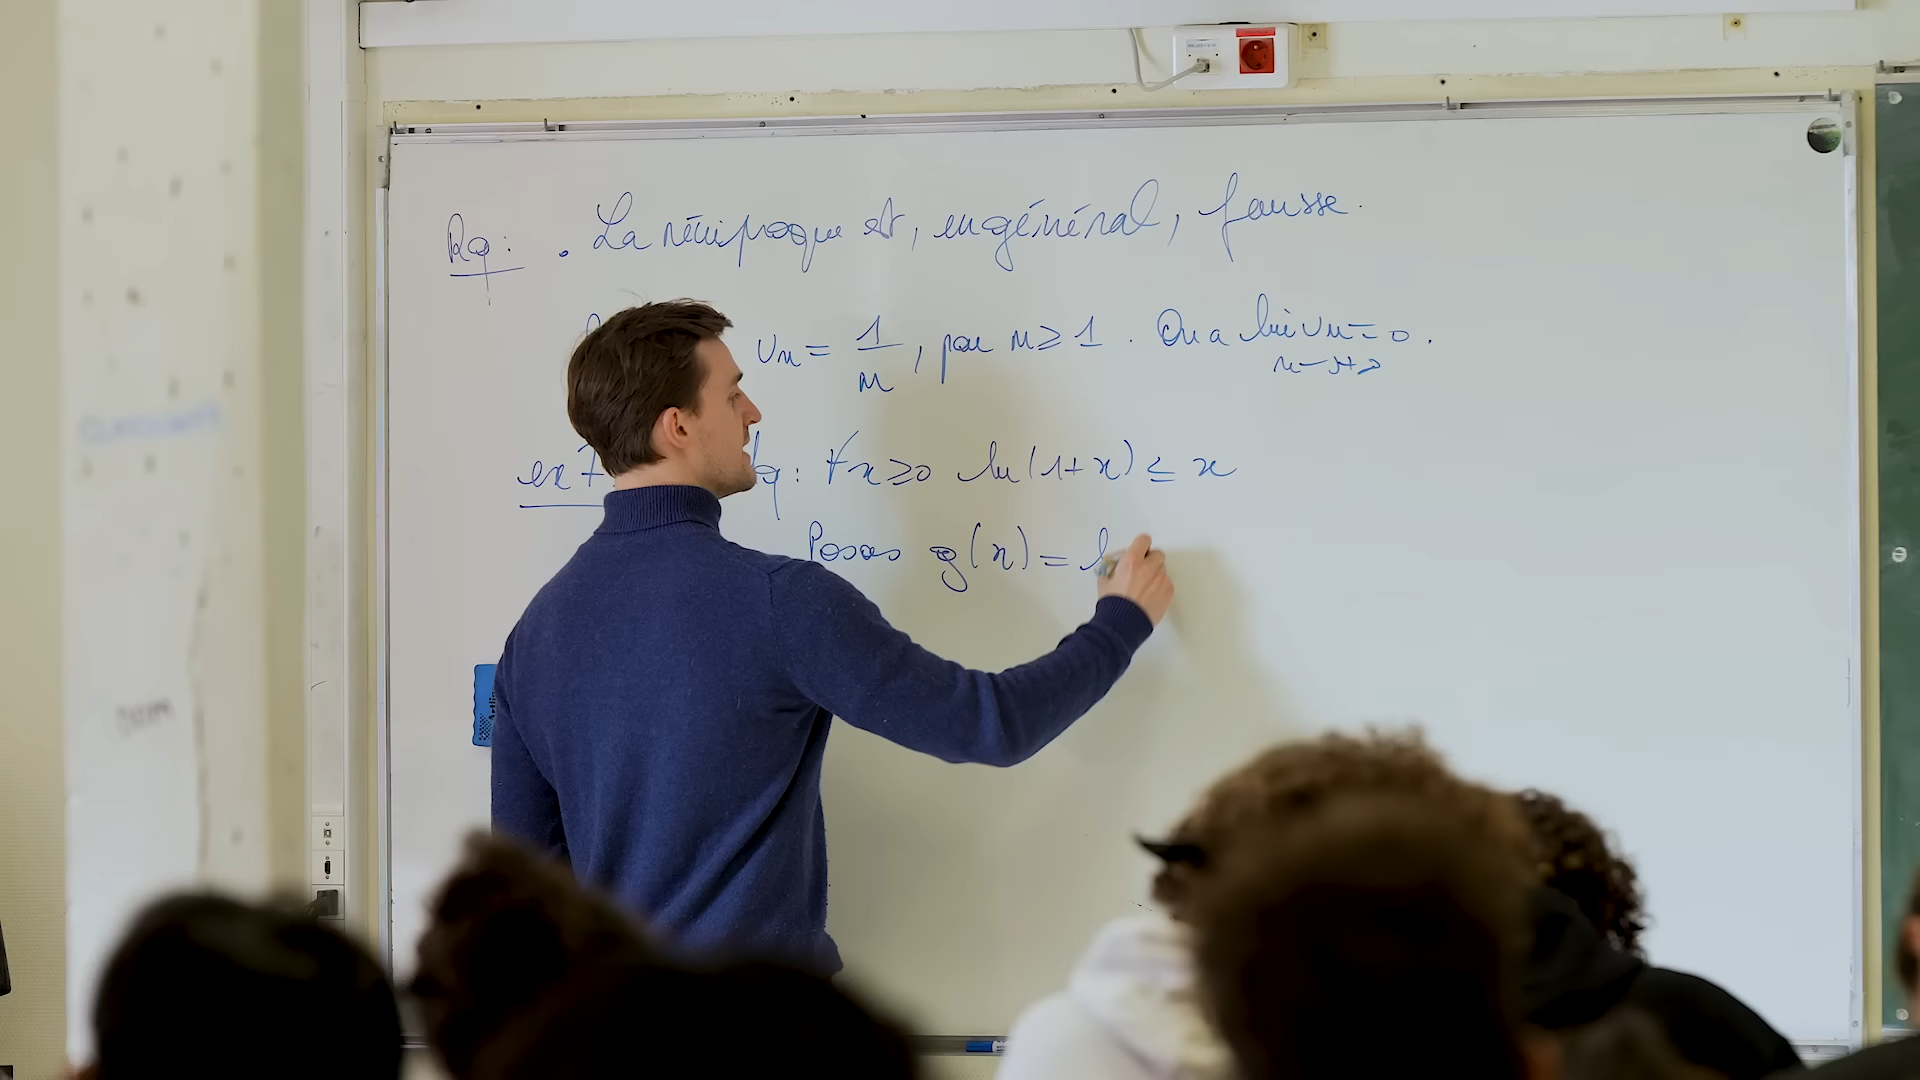 Rq : . La réciproque est, en général, fausse.
Un = 1/n, pour n ≥ 1. On a lim Un = 0.
n→+∞
ex 7 : ∀x ≥ 0 ln(1+x) ≤ x
Posons g(x) = l